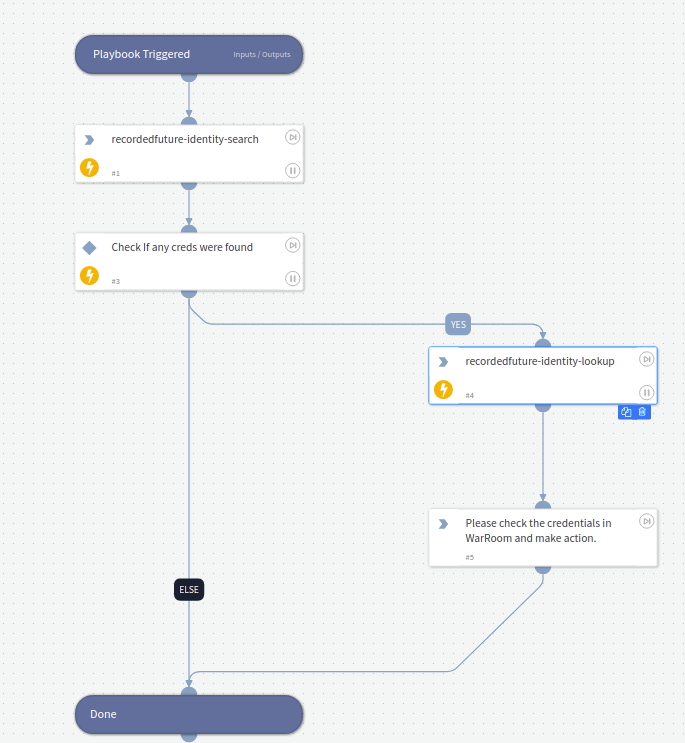 Playbook Triggered
Inputs / Outputs
recordedfuture-identity-search
#1
Check If any creds were found
#3
YES
recordedfuture-identity-lookup
#4
Please check the credentials in
WarRoom and make action.
#5
ELSE
Done